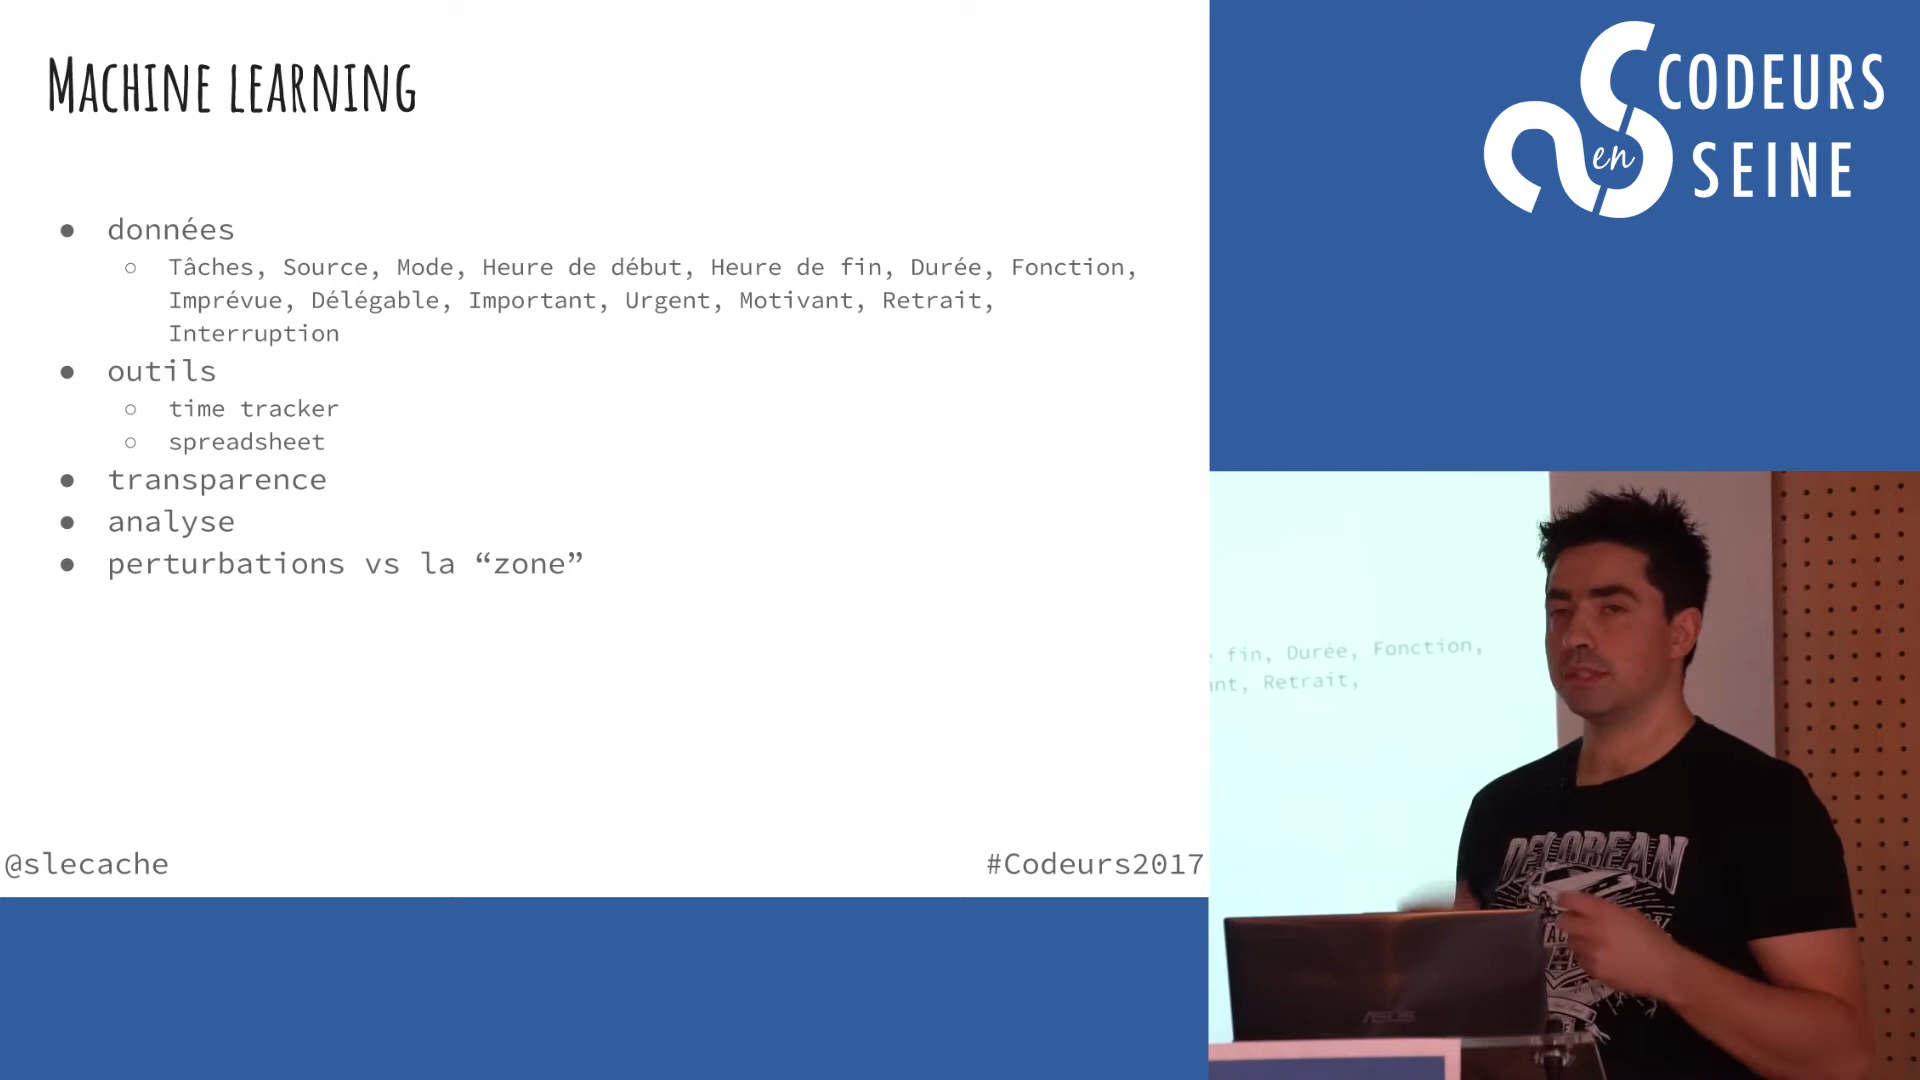 Machine learning
● données
○ Tâches, Source, Mode, Heure de début, Heure de fin, Durée, Fonction,
Imprévue, Délégable, Important, Urgent, Motivant, Retrait,
Interruption
● outils
○ time tracker
○ spreadsheet
● transparence
● analyse
● perturbations vs la “zone”
@slecache
#Codeurs2017
CODEURS
en
SEINE
fin, Durée, Fonction,
Retrait,
DELOREAN
ASUS